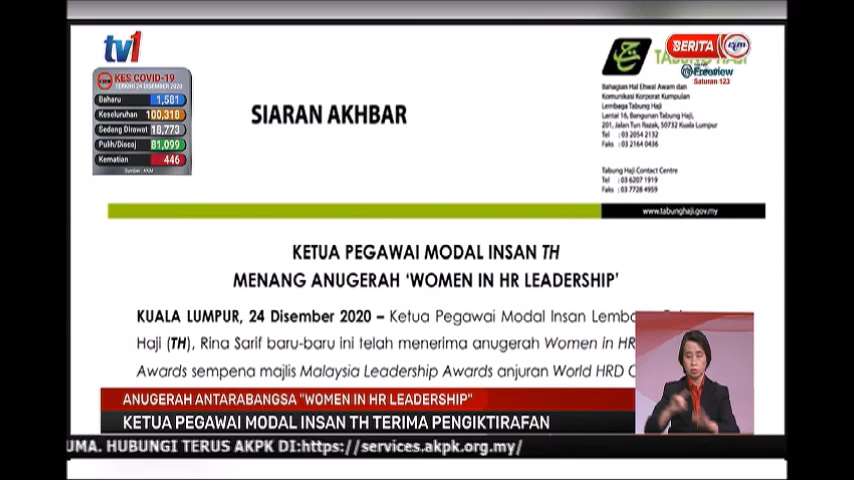 tv1
KES COVID-19
TERKINI 24 DISEMBER 2020
Baharu 1,581
Keseluruhan 100,318
Sedang Dirawat 18,773
Pulih/Discaj 81,099
Kematian 446
Sumber : KKM
BERITA rtm
Freeview
Saluran 123
TABUNG HAJI
Bahagian Hal Ehwal Awam dan
Komunikasi Korporat Kumpulan
Lembaga Tabung Haji
Lantai 16, Bangunan Tabung Haji,
201, Jalan Tun Razak, 50732 Kuala Lumpur
Tel : 03 2054 2132
Faks : 03 2164 0436
Tabung Haji Contact Centre
Tel : 03 6207 1919
Faks : 03 7728 4959
www.tabunghaji.gov.my
SIARAN AKHBAR
KETUA PEGAWAI MODAL INSAN TH
MENANG ANUGERAH ‘WOMEN IN HR LEADERSHIP’
KUALA LUMPUR, 24 Disember 2020 – Ketua Pegawai Modal Insan
Haji (TH), Rina Sarif baru-baru ini telah menerima anugerah Women in HR
Awards sempena majlis Malaysia Leadership Awards anjuran World HRD
ANUGERAH ANTARABANGSA "WOMEN IN HR LEADERSHIP"
KETUA PEGAWAI MODAL INSAN TH TERIMA PENGIKTIRAFAN
UMA. HUBUNGI TERUS AKPK DI:https://services.akpk.org.my/